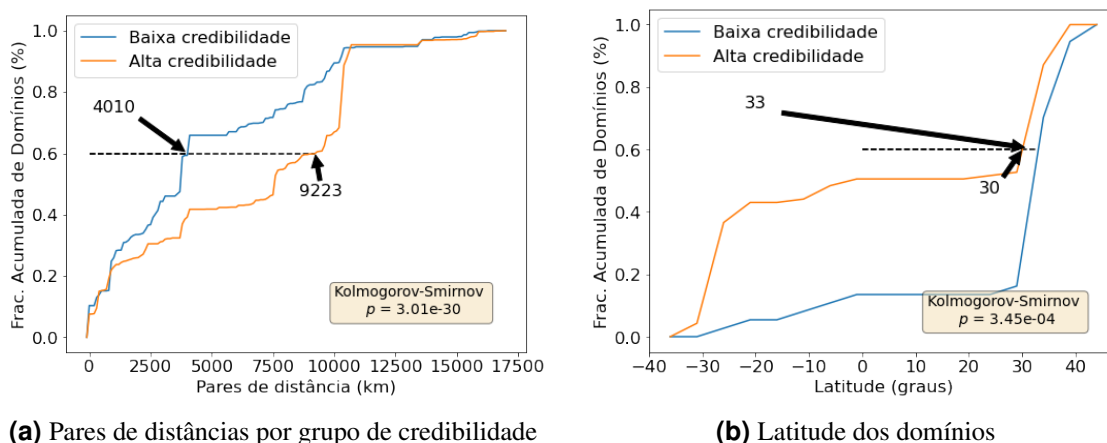 Frac. Acumulada de Domínios (%)
1.0
0.8
0.6
0.4
0.2
0.0
Baixa credibilidade
Alta credibilidade
4010
9223
Kolmogorov-Smirnov
p = 3.01e-30
0 2500 5000 7500 10000 12500 15000 17500
Pares de distância (km)
(a) Pares de distâncias por grupo de credibilidade
Frac. Acumulada de Domínios (%)
1.0
0.8
0.6
0.4
0.2
0.0
Baixa credibilidade
Alta credibilidade
33
30
Kolmogorov-Smirnov
p = 3.45e-04
−40 −30 −20 −10 0 10 20 30 40
Latitude (graus)
(b) Latitude dos domínios